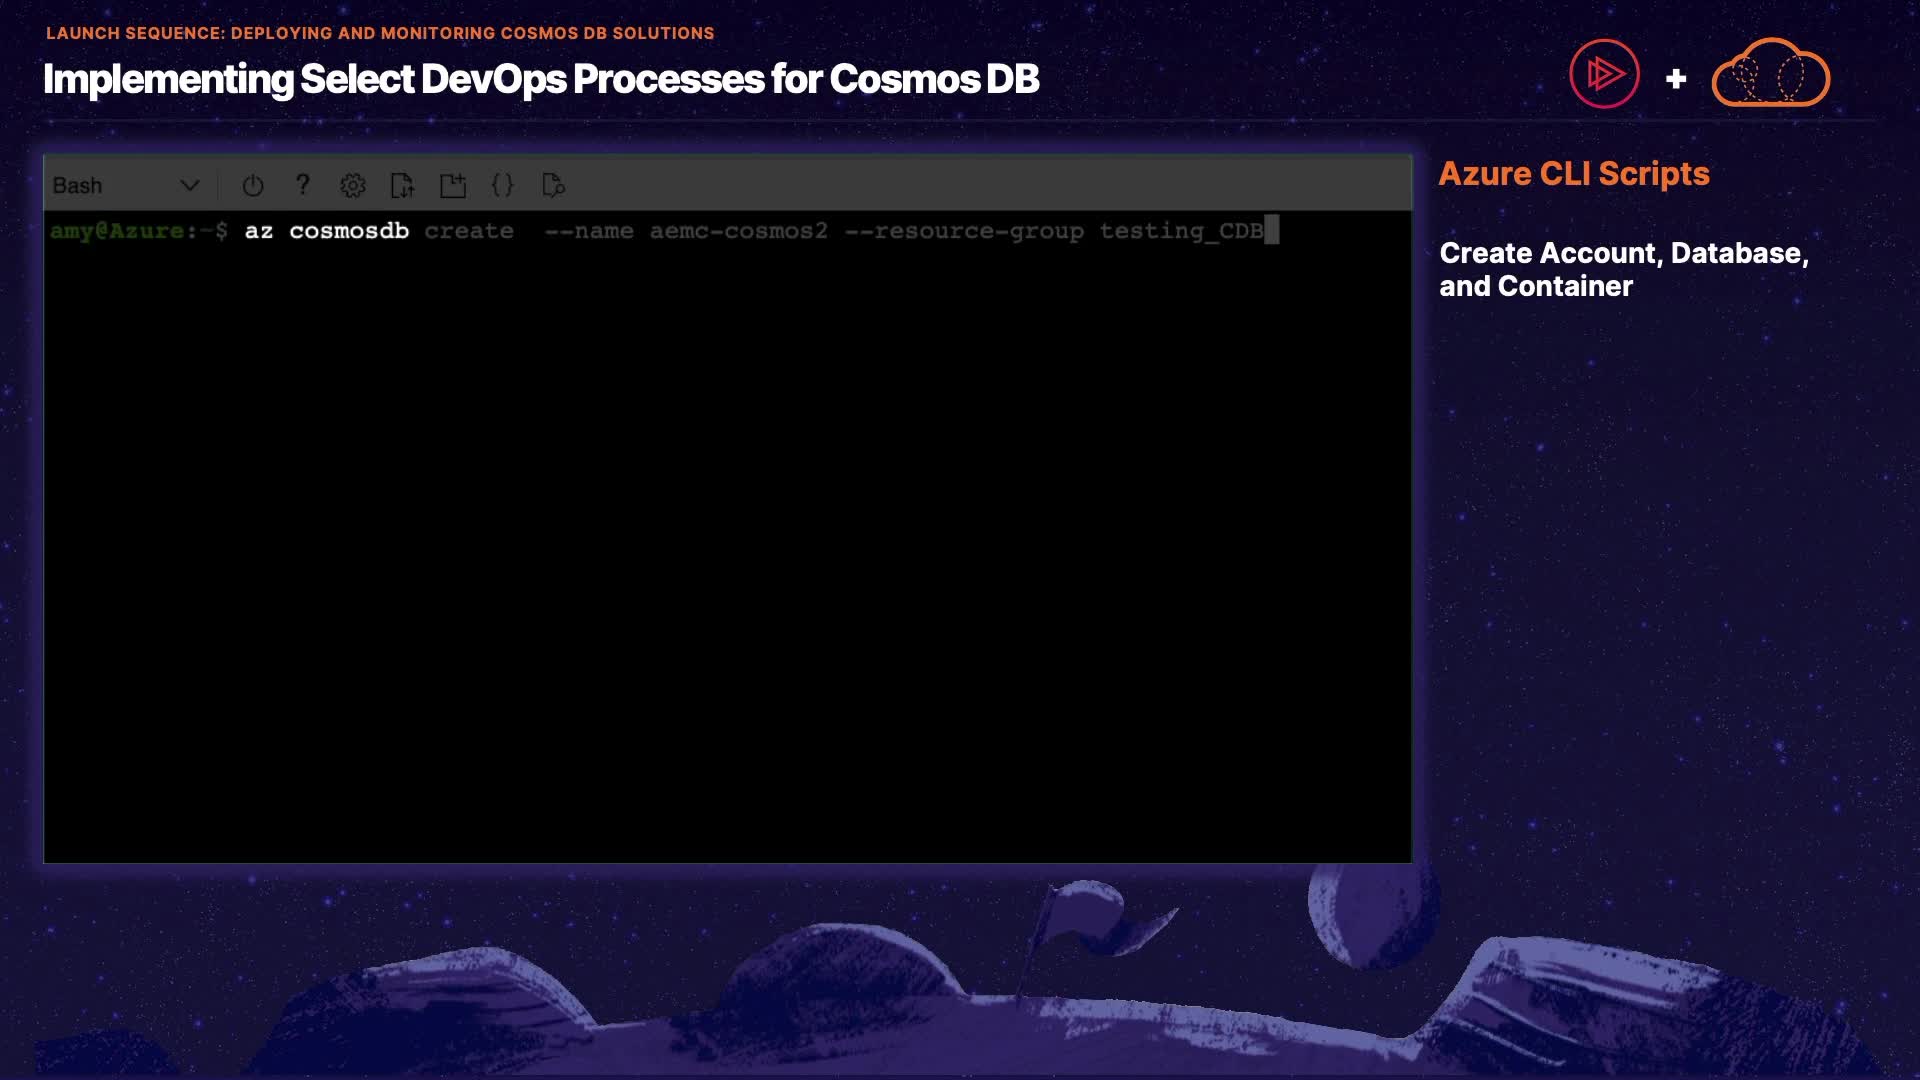 LAUNCH SEQUENCE: DEPLOYING AND MONITORING COSMOS DB SOLUTIONS
Implementing Select DevOps Processes for Cosmos DB
+
Bash
?
{}
amy@Azure:~$ az cosmosdb create  --name aemc-cosmos2 --resource-group testing_CDB
Azure CLI Scripts
Create Account, Database,
and Container